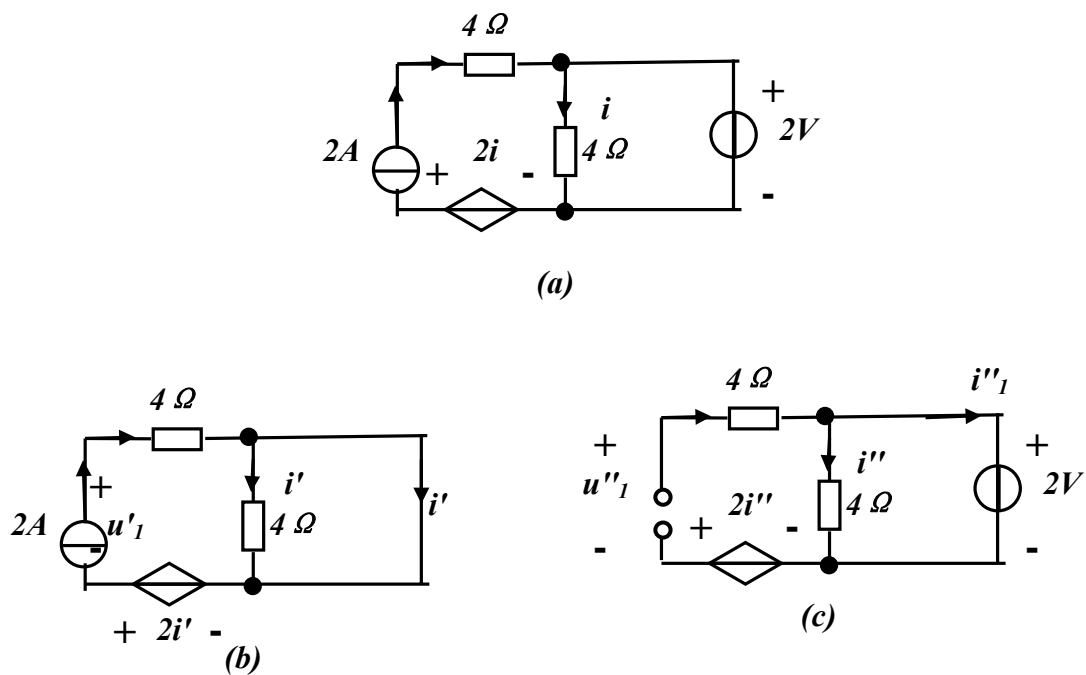 4 Ω
i
+
2A
+
2i
-
4 Ω
2V
-
(a)
4 Ω
+
i'
i'
2A
u'1
-
4 Ω
+ 2i' -
(b)
4 Ω
i''1
+
i''
+
u''1
2i''
4 Ω
2V
+
-
-
-
(c)